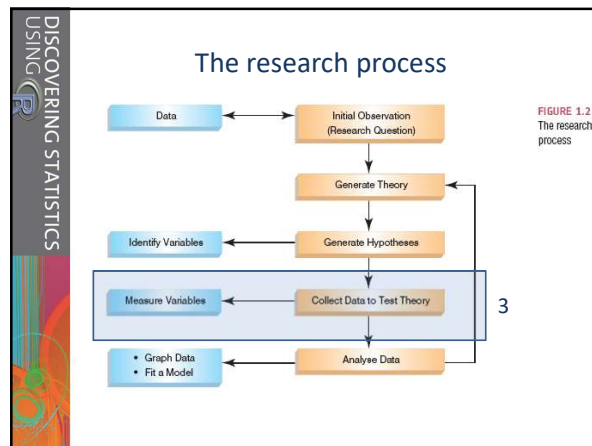 DISCOVERING STATISTICS
USING R
The research process
FIGURE 1.2
The research
process
Data
Initial Observation
(Research Question)
Generate Theory
Identify Variables
Generate Hypotheses
Measure Variables
Collect Data to Test Theory
3
• Graph Data
• Fit a Model
Analyse Data